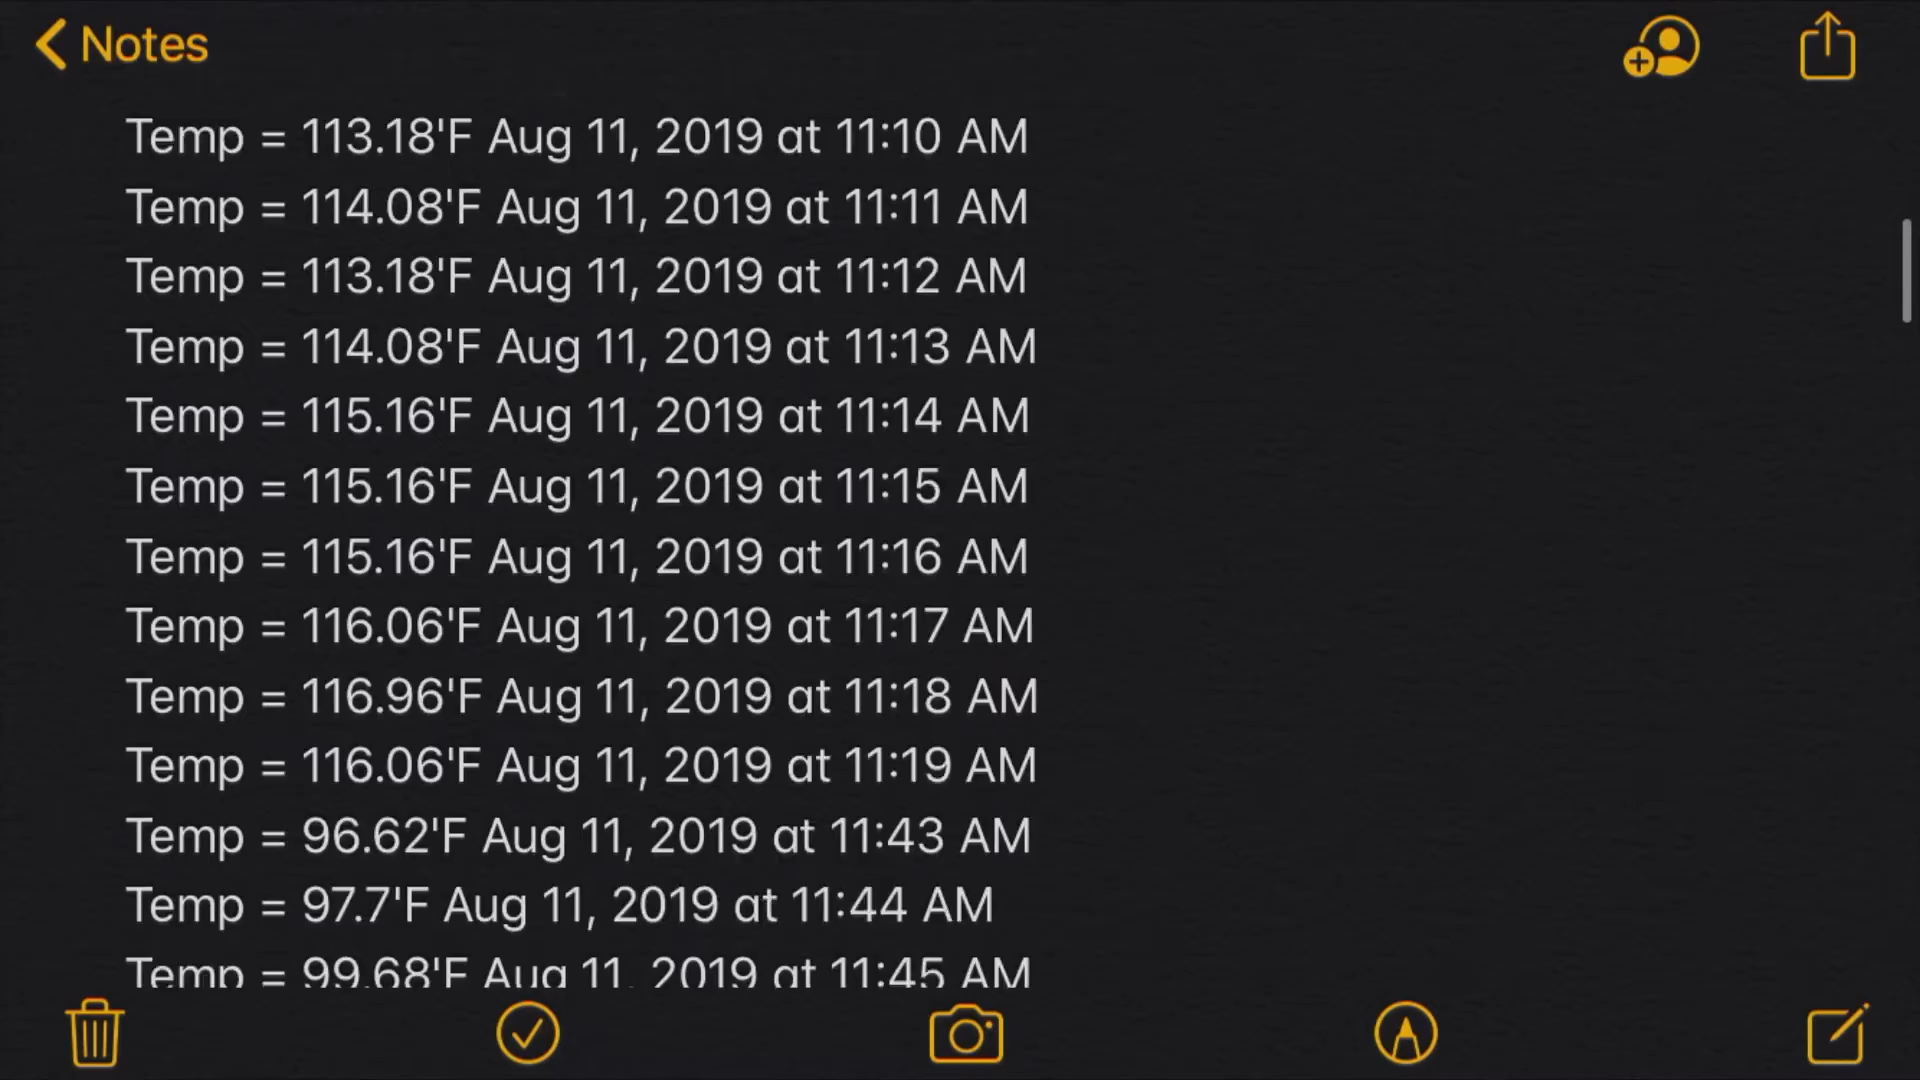 Notes
Temp = 113.18'F Aug 11, 2019 at 11:10 AM
Temp = 114.08'F Aug 11, 2019 at 11:11 AM
Temp = 113.18'F Aug 11, 2019 at 11:12 AM
Temp = 114.08'F Aug 11, 2019 at 11:13 AM
Temp = 115.16'F Aug 11, 2019 at 11:14 AM
Temp = 115.16'F Aug 11, 2019 at 11:15 AM
Temp = 115.16'F Aug 11, 2019 at 11:16 AM
Temp = 116.06'F Aug 11, 2019 at 11:17 AM
Temp = 116.96'F Aug 11, 2019 at 11:18 AM
Temp = 116.06'F Aug 11, 2019 at 11:19 AM
Temp = 96.62'F Aug 11, 2019 at 11:43 AM
Temp = 97.7'F Aug 11, 2019 at 11:44 AM
Temp = 99.68'F Aug 11, 2019 at 11:45 AM